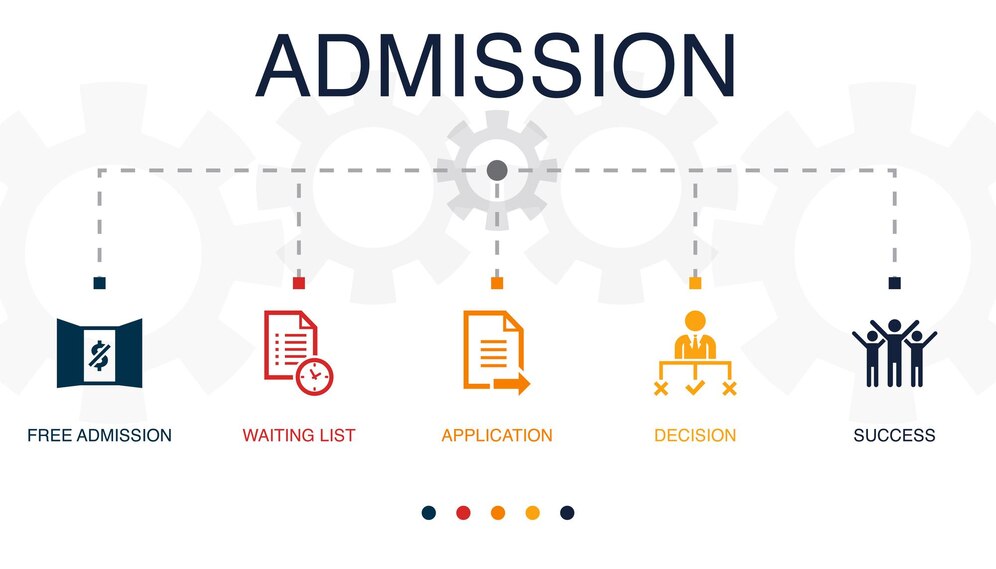 ADMISSION
FREE ADMISSION
WAITING LIST
APPLICATION
DECISION
SUCCESS